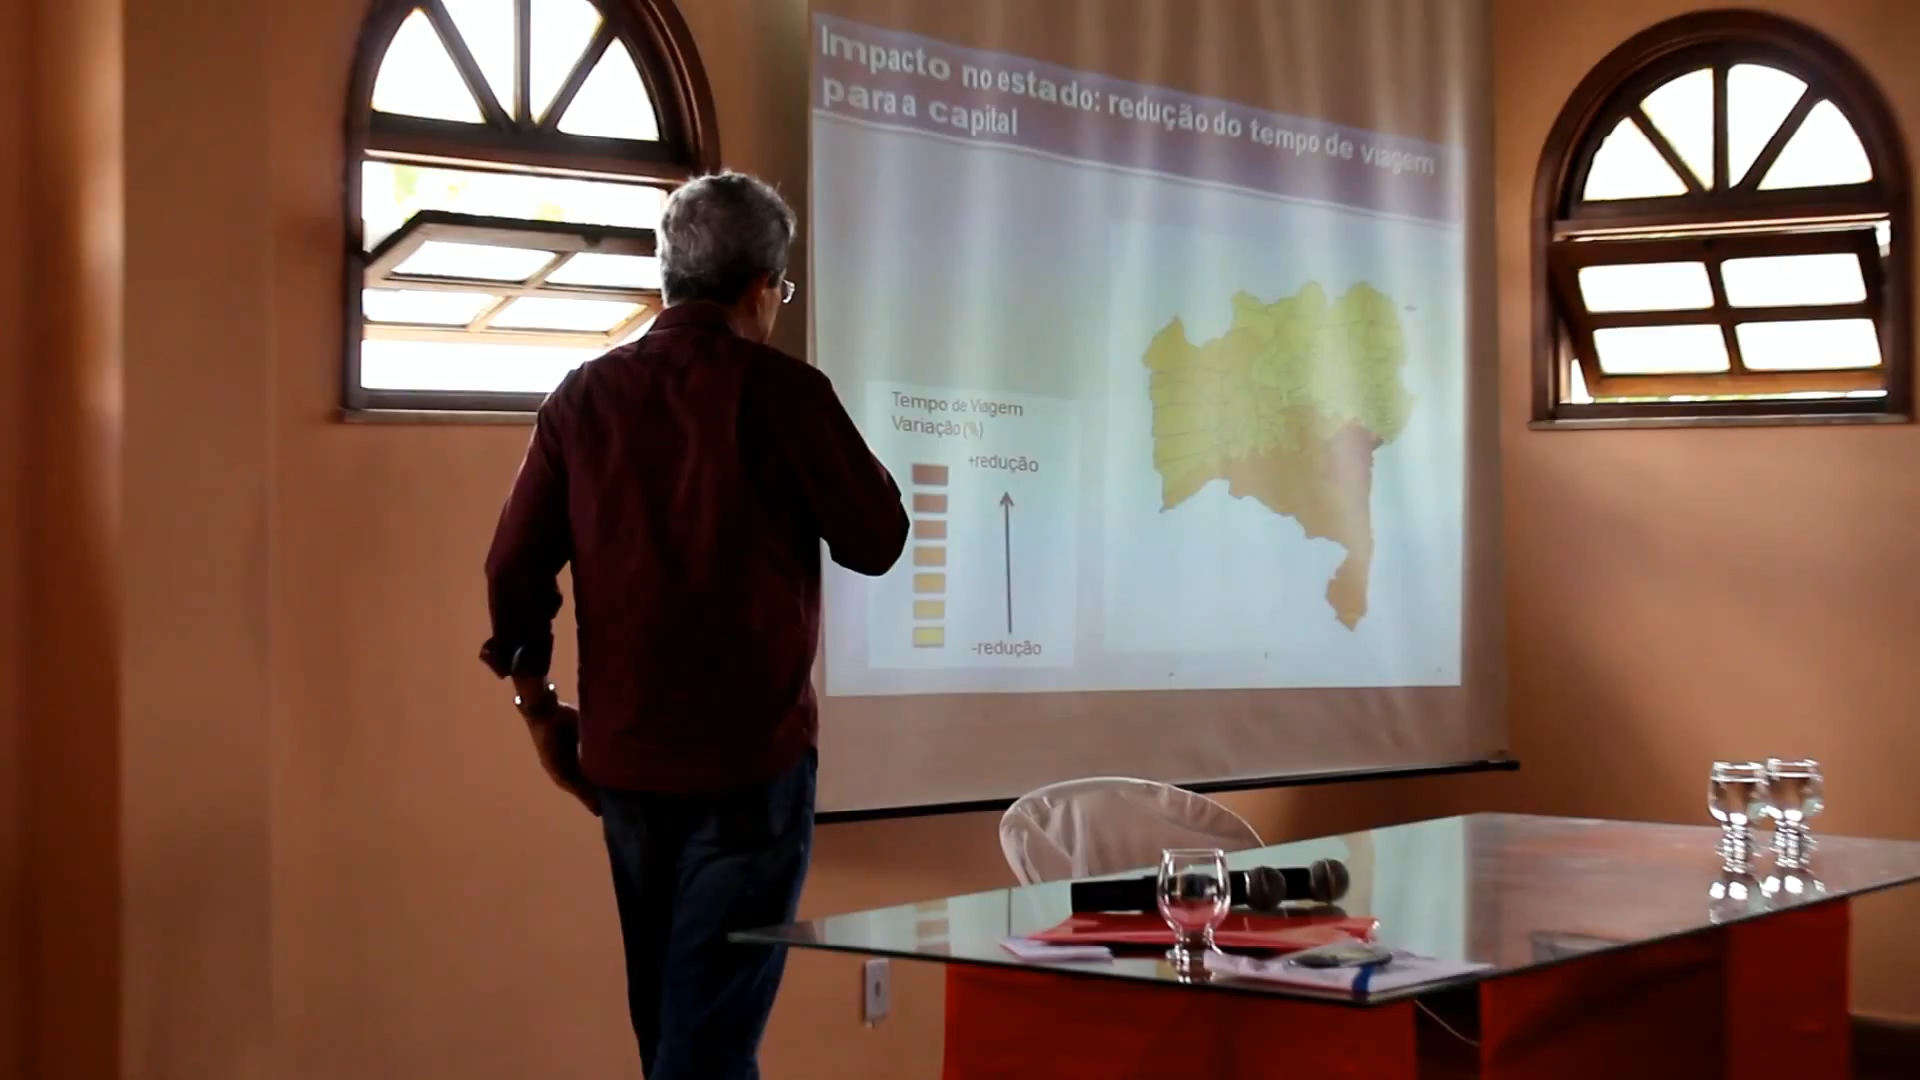 Impacto no estado: redução do tempo de viagem
para a capital
Tempo de Viagem
Variação (%)
+redução
-redução